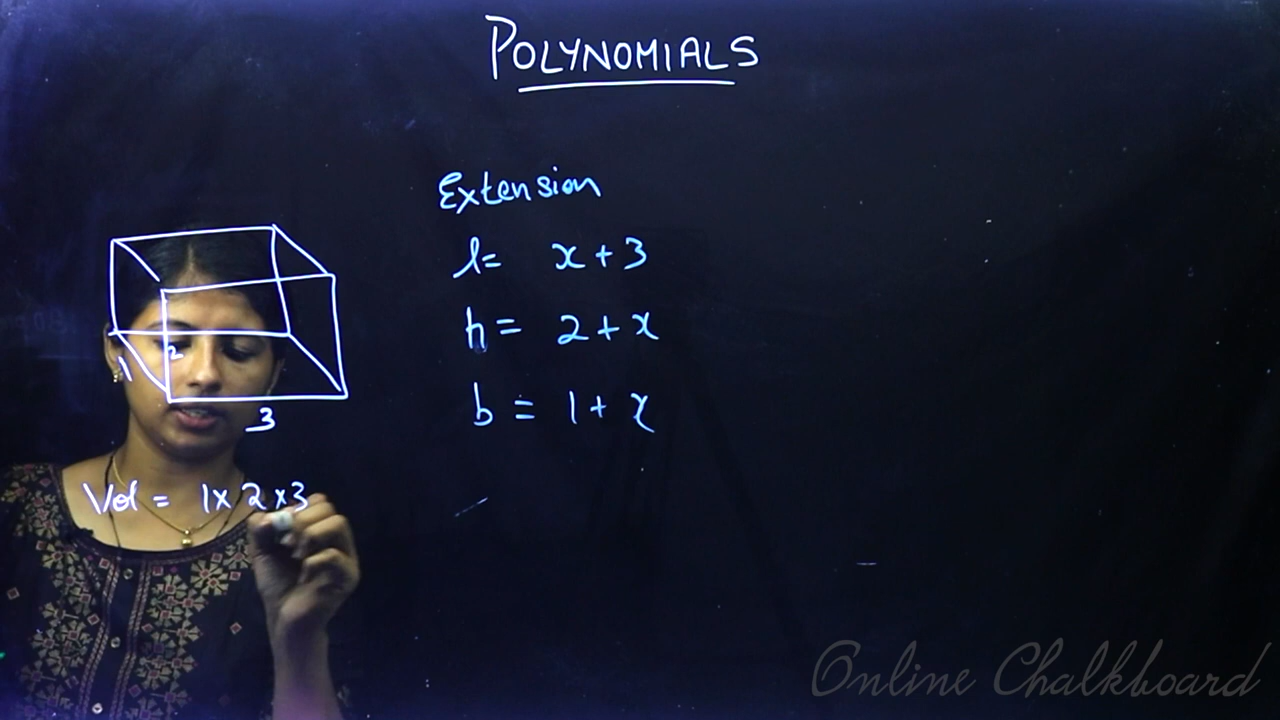 POLYNOMIALS
Extension
l= x+3
h= 2+x
b = 1+x
1
2
3
Vol = 1×2×3
Online Chalkboard